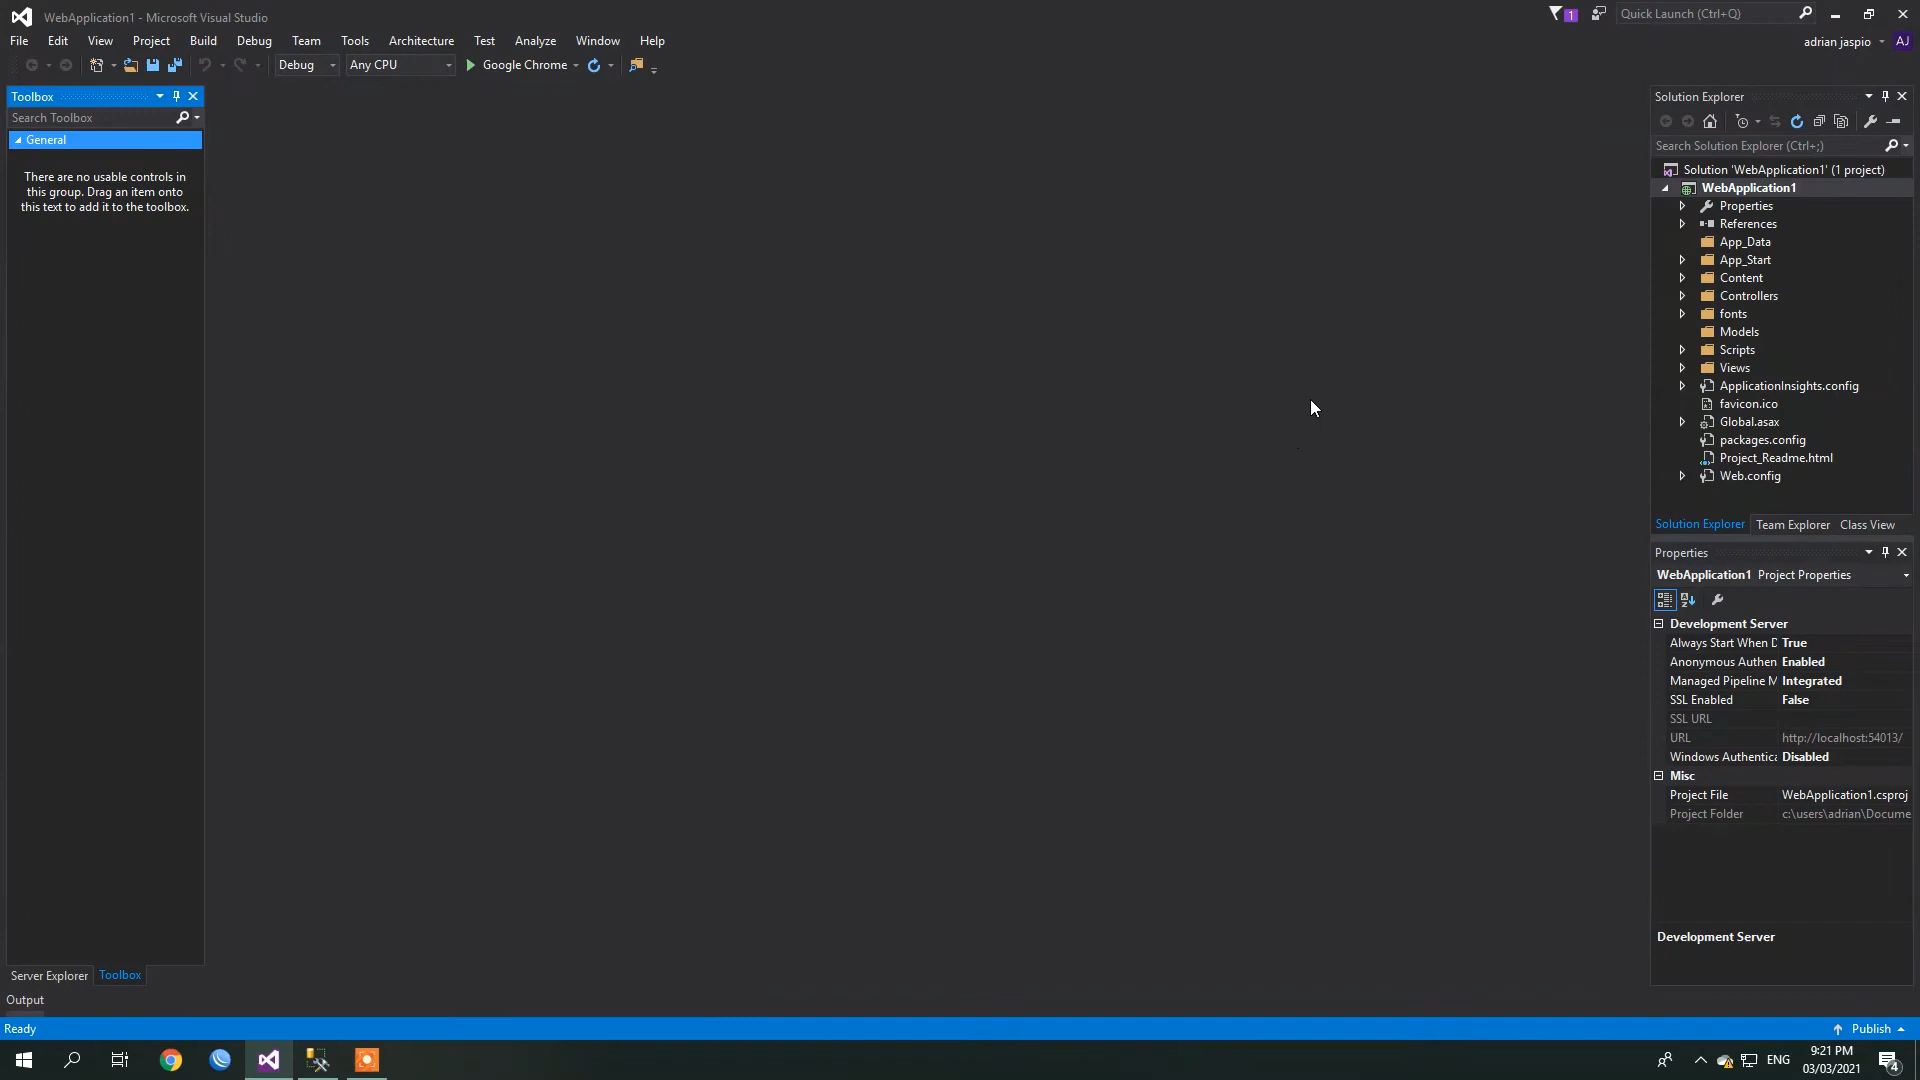 WebApplication1 - Microsoft Visual Studio
1
Quick Launch (Ctrl+Q)
File Edit View Project Build Debug Team Tools Architecture Test Analyze Window Help
adrian jaspio AJ
Debug Any CPU Google Chrome
Toolbox
Search Toolbox
General
There are no usable controls in
this group. Drag an item onto
this text to add it to the toolbox.
Server Explorer Toolbox
Output
Solution Explorer
Search Solution Explorer (Ctrl+;)
Solution 'WebApplication1' (1 project)
WebApplication1
Properties
References
App_Data
App_Start
Content
Controllers
fonts
Models
Scripts
Views
ApplicationInsights.config
favicon.ico
Global.asax
packages.config
Project_Readme.html
Web.config
Solution Explorer Team Explorer Class View
Properties
WebApplication1 Project Properties
Development Server
Always Start When D True
Anonymous Authen Enabled
Managed Pipeline M Integrated
SSL Enabled False
SSL URL
URL http://localhost:54013/
Windows Authentica Disabled
Misc
Project File WebApplication1.csproj
Project Folder c:\users\adrian\Docume
Development Server
Ready
Publish
ENG
9:21 PM
03/03/2021
4